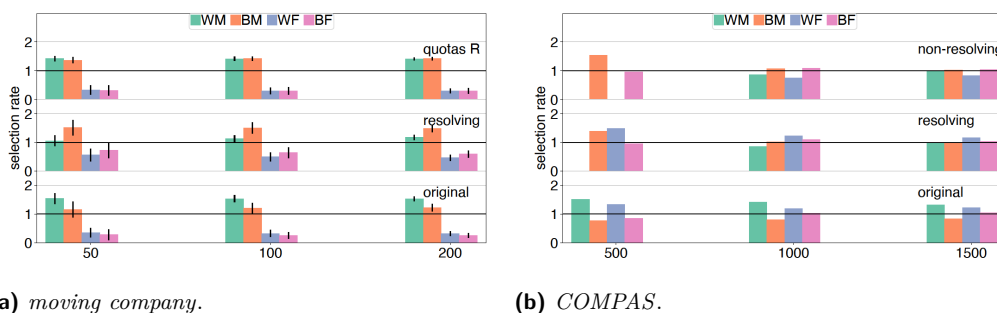 WM BM WF BF
2
quotas R
1
0
2
resolving
1
0
2
original
1
0
selection rate
50 100 200
a) moving company.
WM BM WF BF
2
non-resolving
1
0
2
resolving
1
0
2
original
1
0
selection rate
500 1000 1500
(b) COMPAS.